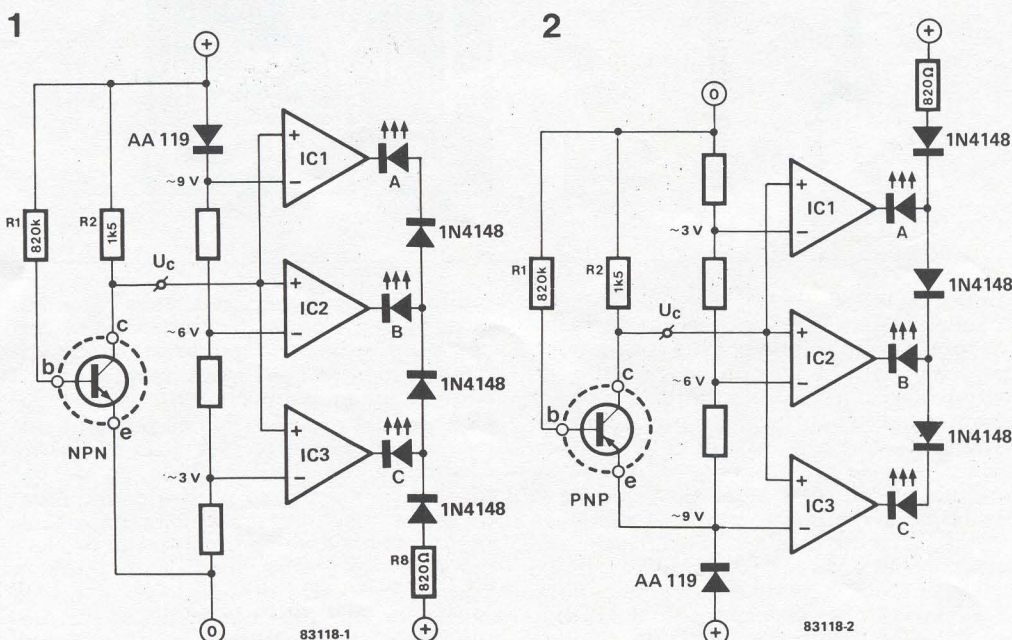 1
+
AA 119
~9 V
R1
820k
R2
1k5
Uc
+
−
IC1
A
1N4148
+
−
IC2
B
~6 V
c
b
e
NPN
1N4148
+
−
IC3
C
~3 V
1N4148
R8
820Ω
0
83118-1
+
2
+
820Ω
1N4148
0
+
−
IC1
A
~3 V
R1
820k
R2
1k5
1N4148
Uc
+
−
IC2
B
~6 V
c
b
e
PNP
1N4148
+
−
IC3
C
~9 V
AA 119
+
83118-2